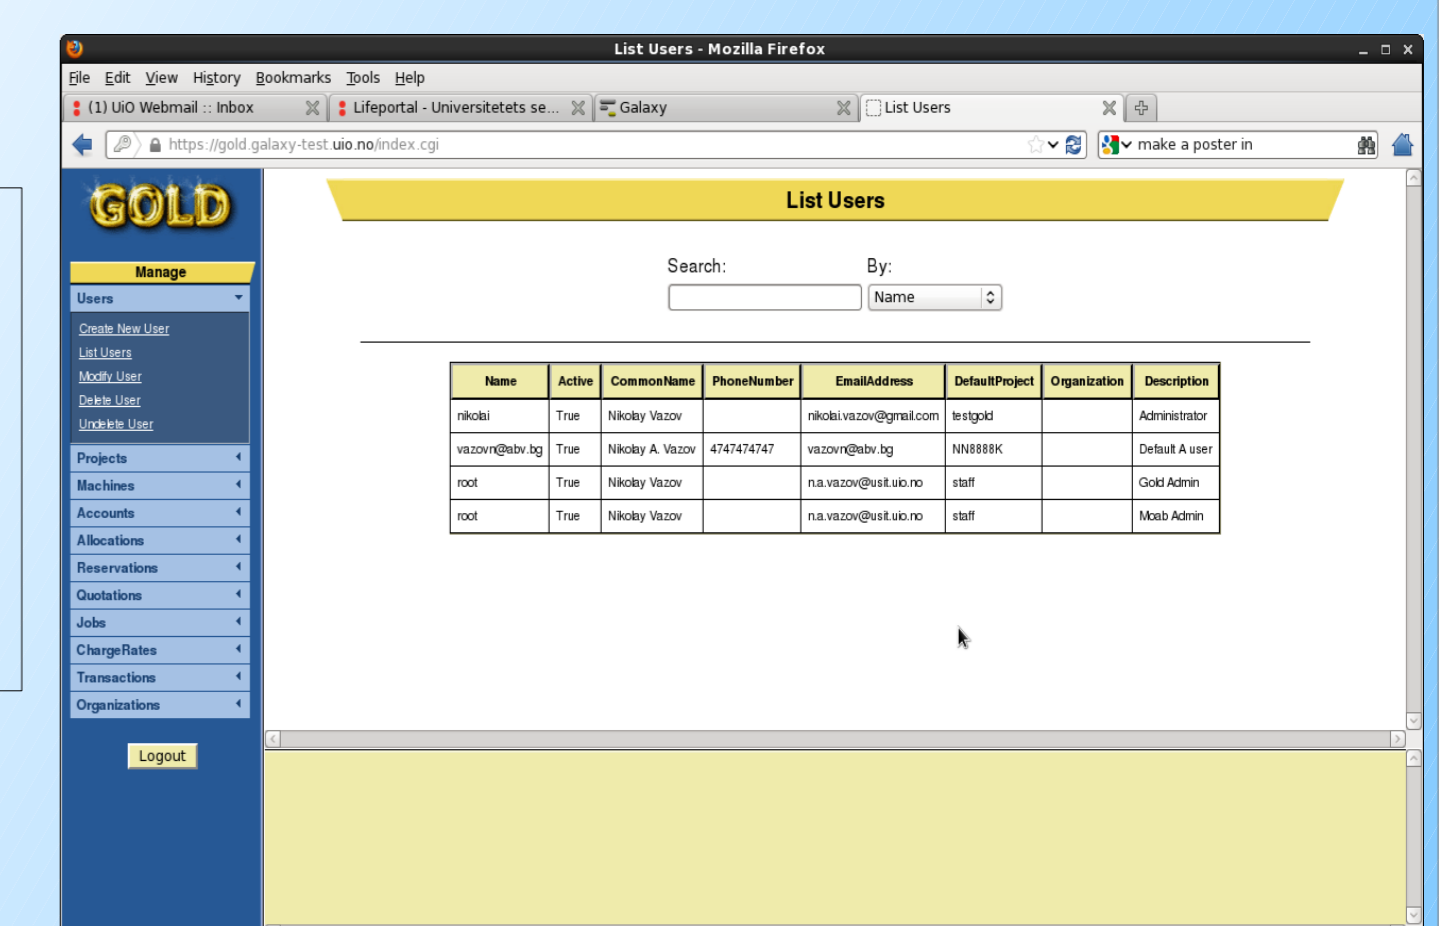 List Users - Mozilla Firefox
File Edit View History Bookmarks Tools Help
(1) UiO Webmail :: Inbox Lifeportal - Universitetets se... Galaxy List Users
https://gold.galaxy-test.uio.no/index.cgi make a poster in
GOLD
List Users
Search: By:
Name
Manage
Users
Create New User
List Users
Modify User
Delete User
Undelete User
Projects
Machines
Accounts
Allocations
Reservations
Quotations
Jobs
ChargeRates
Transactions
Organizations
Logout
Name Active CommonName PhoneNumber EmailAddress DefaultProject Organization Description
nikolai True Nikolay Vazov nikolai.vazov@gmail.com testgold Administrator
vazovn@abv.bg True Nikolay A. Vazov 4747474747 vazovn@abv.bg NN8888K Default A user
root True Nikolay Vazov n.a.vazov@usit.uio.no staff Gold Admin
root True Nikolay Vazov n.a.vazov@usit.uio.no staff Moab Admin